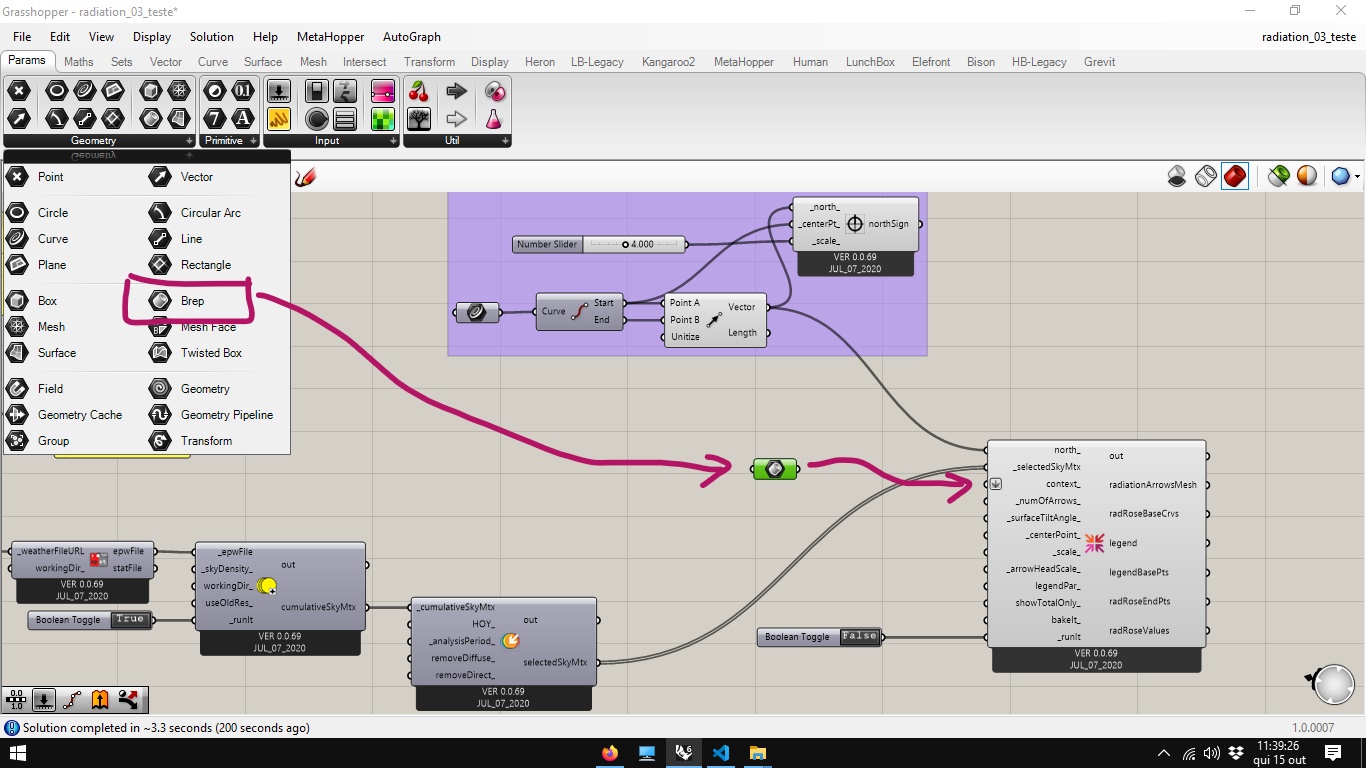 Grasshopper - radiation_03_teste*
File Edit View Display Solution Help MetaHopper AutoGraph radiation_03_teste
Params Maths Sets Vector Curve Surface Mesh Intersect Transform Display Heron LB-Legacy Kangaroo2 MetaHopper Human LunchBox Elefront Bison HB-Legacy Grevit
Geometry Primitive Input Util
Geometry
Point Vector
Circle Circular Arc
Curve Line
Plane Rectangle
Box Brep
Mesh Mesh Face
Surface Twisted Box
Field Geometry
Geometry Cache Geometry Pipeline
Group Transform
_north_
_centerPt_ northSign
_scale_
VER 0.0.69
JUL_07_2020
Number Slider 4.000
Curve Start
End
Point A Vector
Point B
Unitize Length
north_ out
_selectedSkyMtx
context_ radiationArrowsMesh
_numOfArrows_
_surfaceTiltAngle_ radRoseBaseCrvs
_centerPoint_
_scale_ legend
_arrowHeadScale_
legendPar_ legendBasePts
showTotalOnly_ radRoseEndPts
bakeIt_
_runIt radRoseValues
VER 0.0.69
JUL_07_2020
_weatherFileURL epwFile
workingDir_ statFile
VER 0.0.69
JUL_07_2020
Boolean Toggle True
_epwFile
_skyDensity_ out
workingDir_
useOldRes_ cumulativeSkyMtx
_runIt
VER 0.0.69
JUL_07_2020
_cumulativeSkyMtx
HOY_ out
_analysisPeriod_
removeDiffuse_ selectedSkyMtx
removeDirect_
VER 0.0.69
JUL_07_2020
Boolean Toggle False
0.0
1.0
Solution completed in ~3.3 seconds (200 seconds ago) 1.0.0007
11:39:26
qui 15 out